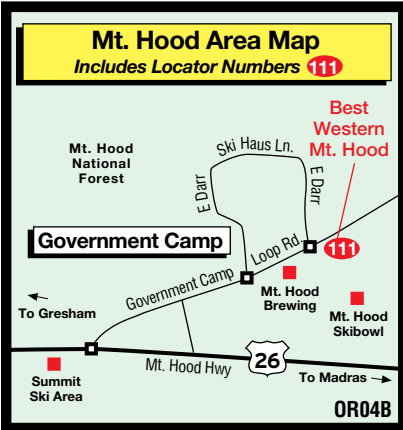 Mt. Hood Area Map
Includes Locator Numbers 111
Best
Western
Mt. Hood
Mt. Hood
National
Forest
Ski Haus Ln.
E Darr
E Darr
Government Camp
Loop Rd.
111
Government Camp
Mt. Hood
Brewing
To Gresham
Mt. Hood
Skibowl
Mt. Hood Hwy
26
Summit
Ski Area
To Madras
OR04B